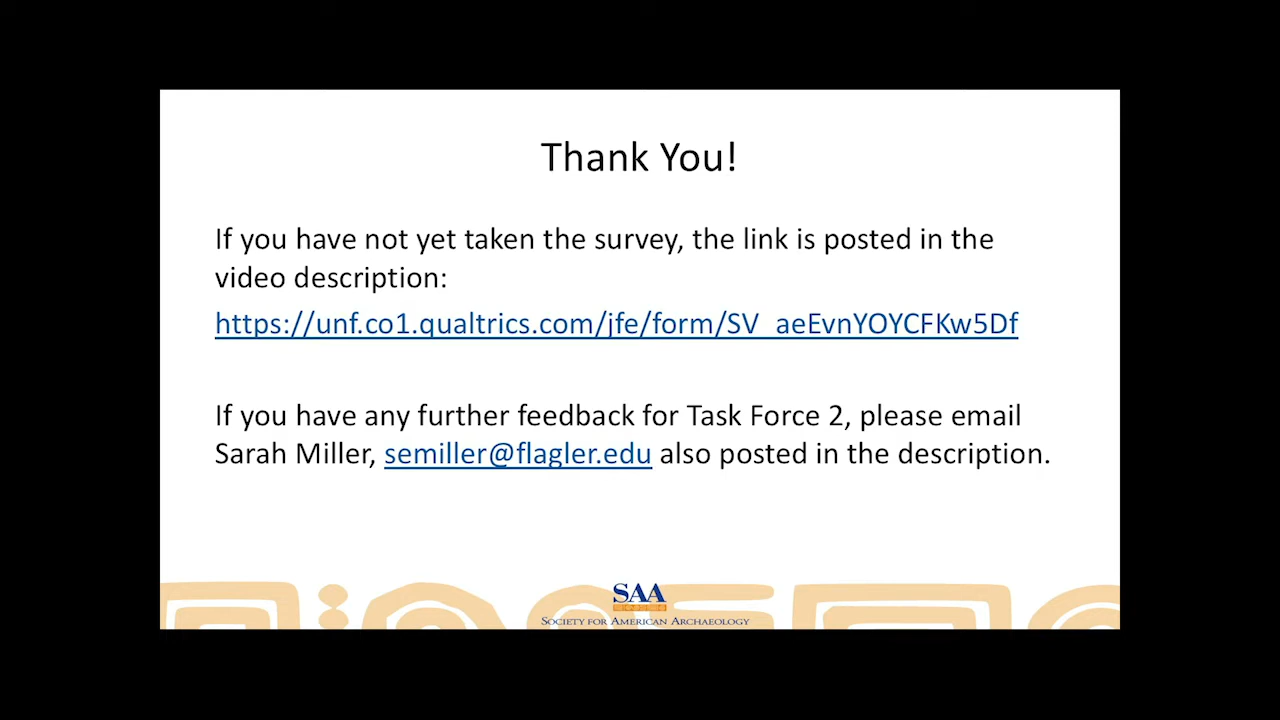 Thank You!
If you have not yet taken the survey, the link is posted in the
video description:
https://unf.co1.qualtrics.com/jfe/form/SV_aeEvnYOYCFKw5Df
If you have any further feedback for Task Force 2, please email
Sarah Miller, semiller@flagler.edu also posted in the description.
SAA
SOCIETY FOR AMERICAN ARCHAEOLOGY